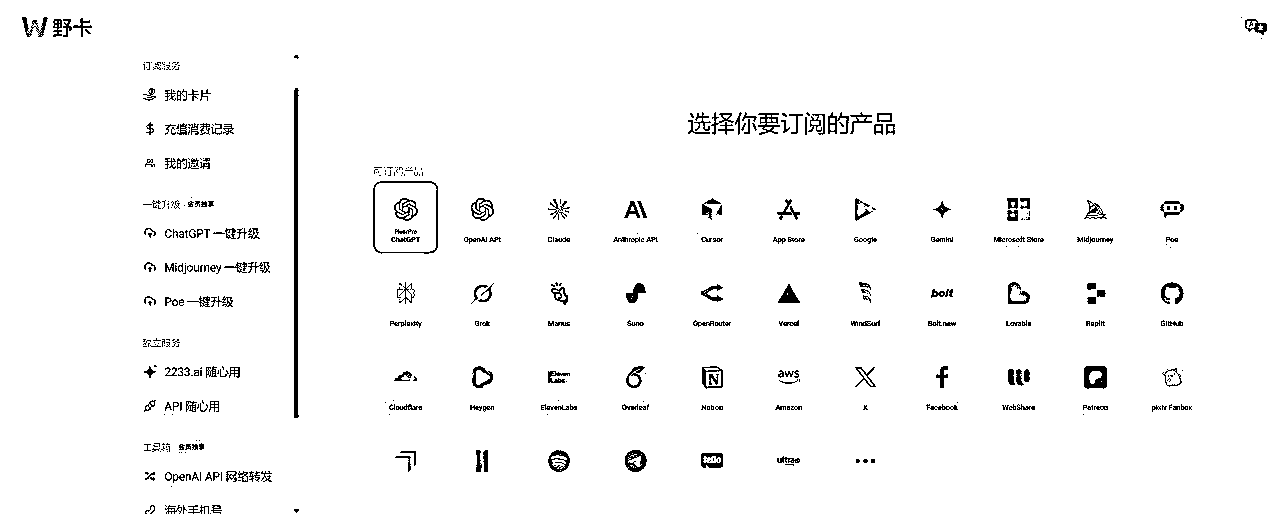 野卡
订阅服务
我的卡片
充值消费记录
我的邀请
一键升级 · 会员独享
ChatGPT 一键升级
Midjourney 一键升级
Poe 一键升级
独立服务
2233.ai 随心用
API 随心用
工具箱 · 会员独享
OpenAI API 网络转发
海外手机号
选择你要订阅的产品
可订阅产品
Plus/Pro
ChatGPT
OpenAI API
Claude
Anthropic API
Cursor
App Store
Google
Gemini
Microsoft Store
Midjourney
Poe
Perplexity
Grok
Manus
Suno
OpenRouter
Vercel
WindSurf
bolt
Bolt.new
Lovable
Replit
GitHub
Cloudflare
Heygen
ElevenLabs
ElevenLabs
Overleaf
Notion
aws
Amazon
X
Facebook
WebShare
Patreon
pixiv Fanbox